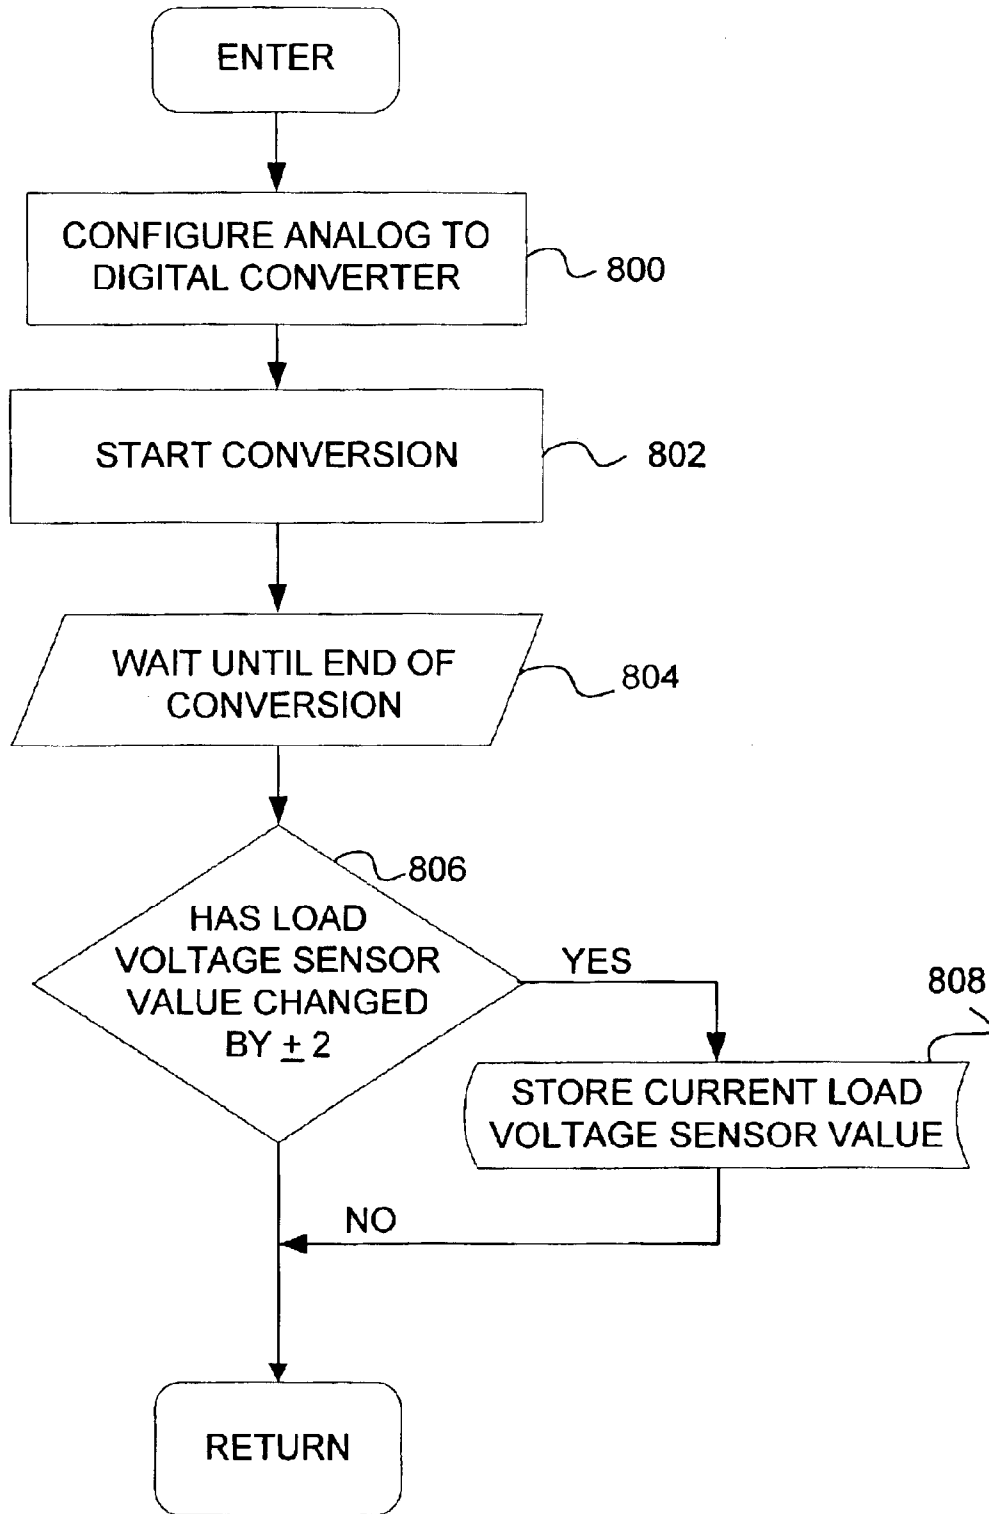 ENTER
CONFIGURE ANALOG TO
DIGITAL CONVERTER
800
START CONVERSION
802
WAIT UNTIL END OF
CONVERSION
804
806
HAS LOAD
VOLTAGE SENSOR
VALUE CHANGED
BY ± 2
YES
808
STORE CURRENT LOAD
VOLTAGE SENSOR VALUE
NO
RETURN